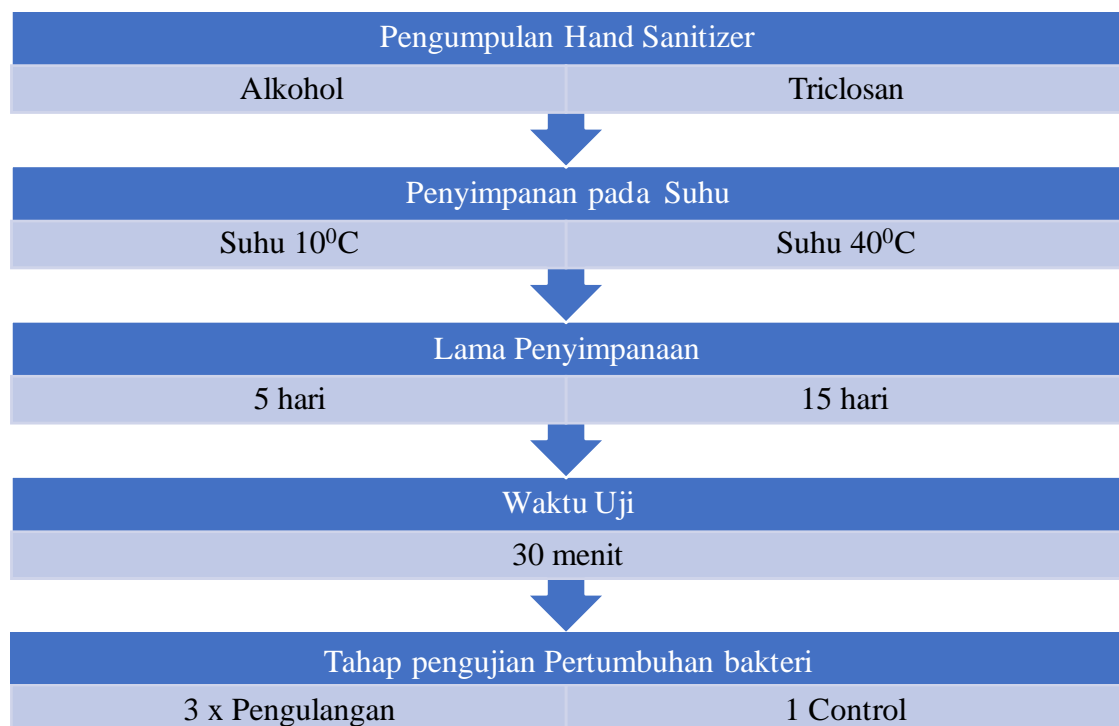 Pengumpulan Hand Sanitizer
Alkohol Triclosan
Penyimpanan pada Suhu
Suhu 10⁰C Suhu 40⁰C
Lama Penyimpanaan
5 hari 15 hari
Waktu Uji
30 menit
Tahap pengujian Pertumbuhan bakteri
3 x Pengulangan 1 Control